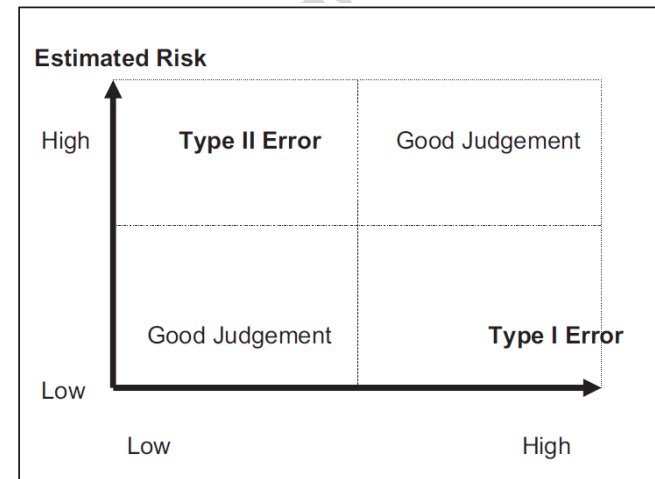 Estimated Risk
High
Type II Error
Good Judgement
Good Judgement
Type I Error
Low
Low
High